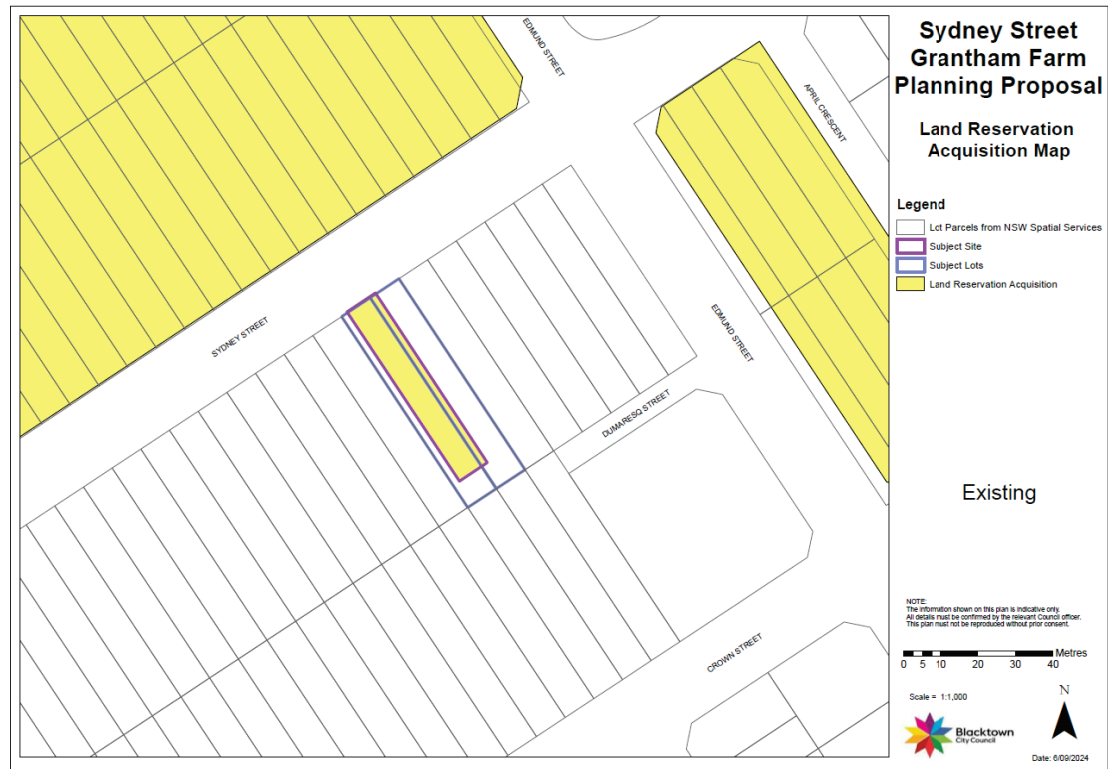 Sydney Street
Grantham Farm
Planning Proposal
Land Reservation
Acquisition Map
Legend
Lct Parcels from NSW Spatial Services
Subject Site
Subject Lots
Land Reservation Acquisition
EDMUND STREET
APRIL CRESCENT
SYDNEY STREET
EDMUND STREET
DUMARESQ STREET
CROWN STREET
Existing
NOTE:
The information shown on this plan is indicative only.
All details must be confirmed by the relevant Council officer.
This plan must not be reproduced without prior consent.
Metres
0 5 10 20 30 40
Scale = 1:1,000
N
Blacktown
City Council
Date: 6/09/2024